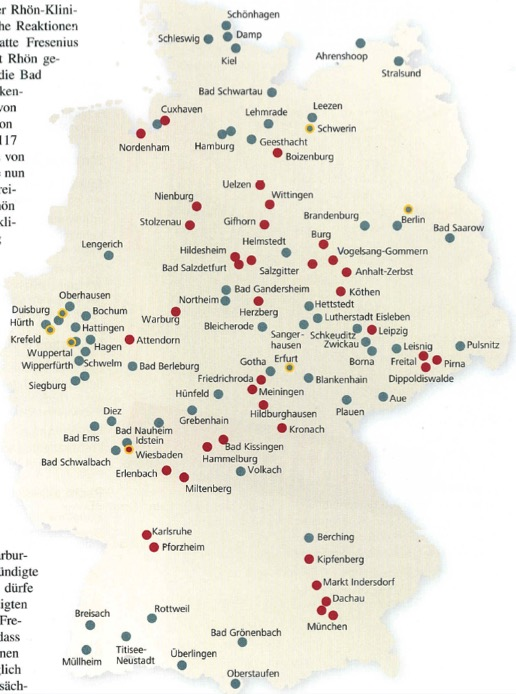 er Rhön-Klini-
he Reaktionen
atte Fresenius
t Rhön ge-
die Bad
ken-
von
on
117
von
nun
rei-
ön
kli-
Schönhagen
Schleswig
Damp
Kiel
Ahrenshoop
Stralsund
Bad Schwartau
Cuxhaven
Lehmrade
Leezen
Schwerin
Nordenham
Hamburg
Geesthacht
Boizenburg
Uelzen
Nienburg
Wittingen
Stolzenau
Gifhorn
Brandenburg
Berlin
Bad Saarow
Lengerich
Hildesheim
Helmstedt
Burg
Vogelsang-Gommern
Bad Salzdetfurt
Salzgitter
Anhalt-Zerbst
Oberhausen
Bad Gandersheim
Köthen
Duisburg
Bochum
Northeim
Hettstedt
Hürth
Hattingen
Warburg
Herzberg
Lutherstadt Eisleben
Krefeld
Hagen
Attendorn
Bleicherode
Sanger-
hausen
Schkeuditz
Leipzig
Wuppertal
Zwickau
Leisnig
Pulsnitz
Wipperfürth
Schwelm
Bad Berleburg
Gotha
Erfurt
Borna
Freital
Pirna
Siegburg
Friedrichroda
Blankenhain
Dippoldiswalde
Hünfeld
Meiningen
Aue
Diez
Grebenhain
Hildburghausen
Plauen
Bad Ems
Bad Nauheim
Idstein
Kronach
Bad Schwalbach
Wiesbaden
Bad Kissingen
Hammelburg
Erlenbach
Volkach
Miltenberg
Karlsruhe
Pforzheim
Berching
Kipfenberg
arbur-
ündigte
dürfe
igten
Fre-
dass
nen
glich
säch-
Markt Indersdorf
Dachau
München
Breisach
Rottweil
Müllheim
Titisee-
Neustadt
Bad Grönenbach
Überlingen
Oberstaufen